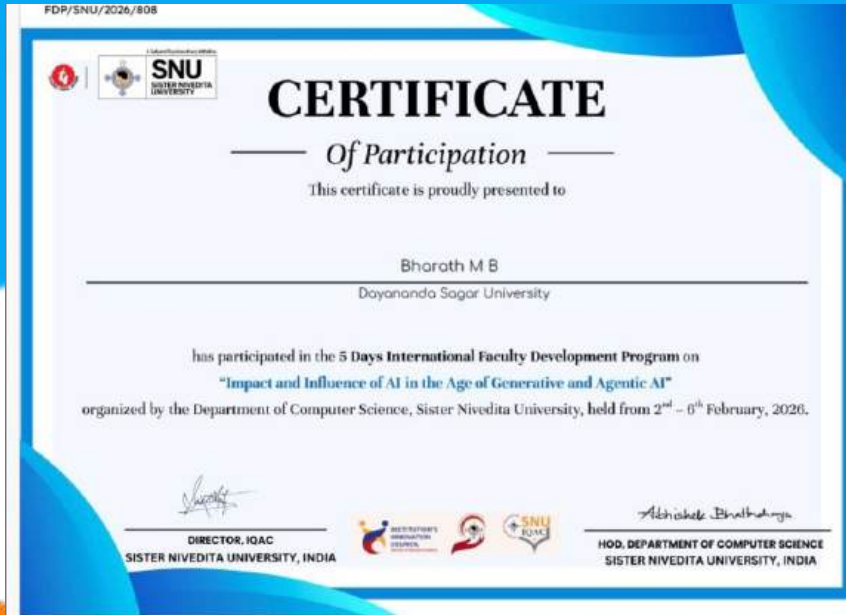 FDP/SNU/2026/808
SNU
SISTER NIVEDITA
UNIVERSITY
CERTIFICATE
Of Participation
This certificate is proudly presented to
Bharath M B
Dayananda Sagar University
has participated in the 5 Days International Faculty Development Program on
"Impact and Influence of AI in the Age of Generative and Agentic AI"
organized by the Department of Computer Science, Sister Nivedita University, held from 2nd – 6th February, 2026.
Abhishek Bhattacharya
INSTITUTION'S
INNOVATION
COUNCIL
SNU
IQAC
DIRECTOR, IQAC
SISTER NIVEDITA UNIVERSITY, INDIA
HOD, DEPARTMENT OF COMPUTER SCIENCE
SISTER NIVEDITA UNIVERSITY, INDIA